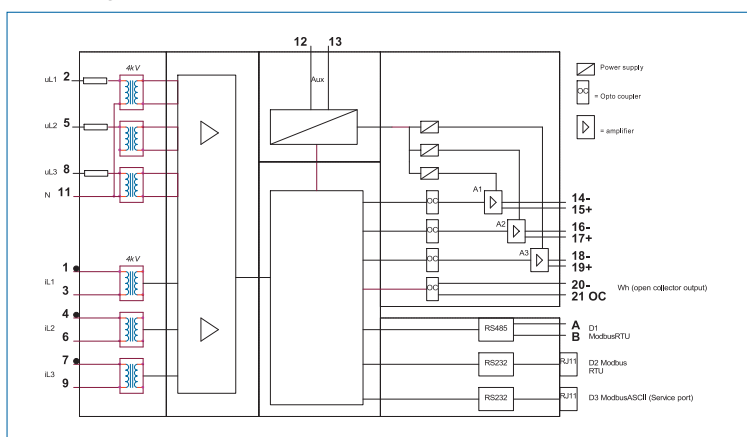 12 13
4kV
Aux
uL1 2
uL2 5
uL3 8
N 11
Power supply
OC = Opto coupler
= amplifier
A1
14-
15+
OC
A2
16-
17+
OC
A3
18-
19+
OC
20-
21 OC
Wh (open collector output)
OC
4kV
1
iL1
3
4
iL2
6
7
iL3
9
RS485
A
B
D1
ModbusRTU
RS232
RJ11
D2 Modbus
RTU
RS232
RJ11
D3 ModbusASCII (Service port)